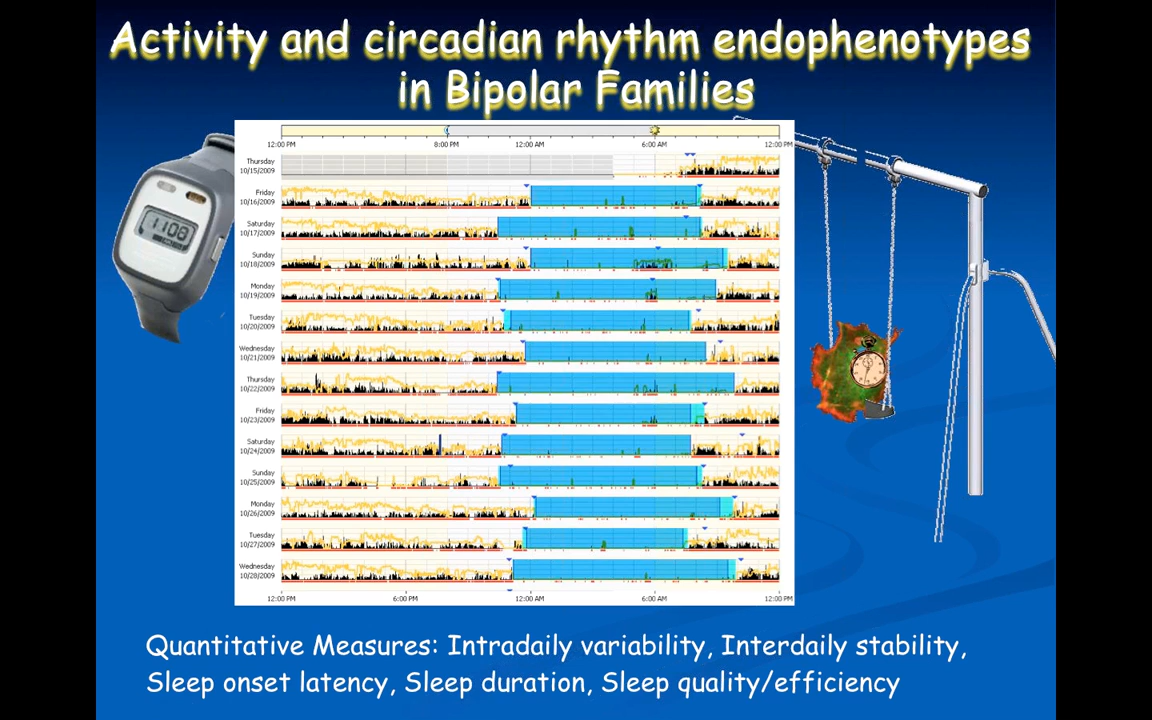 Activity and circadian rhythm endophenotypes
in Bipolar Families
12:00 PM 8:00 PM 12:00 AM 6:00 AM 12:00 PM
Thursday
10/15/2009
Friday
10/16/2009
Saturday
10/17/2009
Sunday
10/18/2009
Monday
10/19/2009
Tuesday
10/20/2009
Wednesday
10/21/2009
Thursday
10/22/2009
Friday
10/23/2009
Saturday
10/24/2009
Sunday
10/25/2009
Monday
10/26/2009
Tuesday
10/27/2009
Wednesday
10/28/2009
12:00 PM 6:00 PM 12:00 AM 6:00 AM 12:00 PM
1108
Quantitative Measures: Intradaily variability, Interdaily stability,
Sleep onset latency, Sleep duration, Sleep quality/efficiency